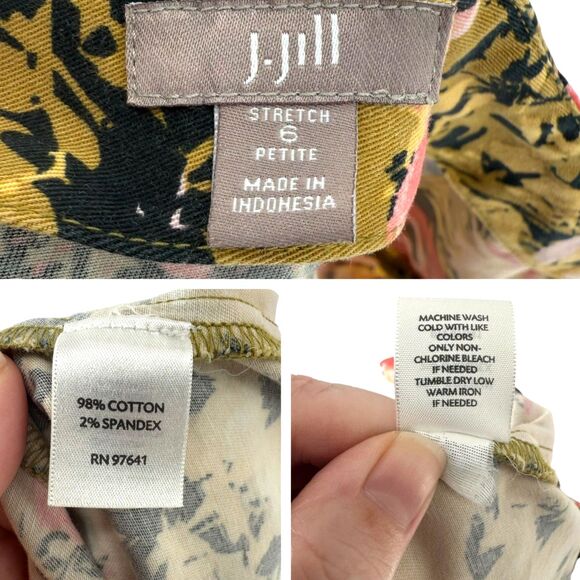 J.Jill
STRETCH
6
PETITE
MADE IN
INDONESIA
98% COTTON
2% SPANDEX
RN 97641
MACHINE WASH
COLD WITH LIKE
COLORS
ONLY NON-
CHLORINE BLEACH
IF NEEDED
TUMBLE DRY LOW
WARM IRON
IF NEEDED